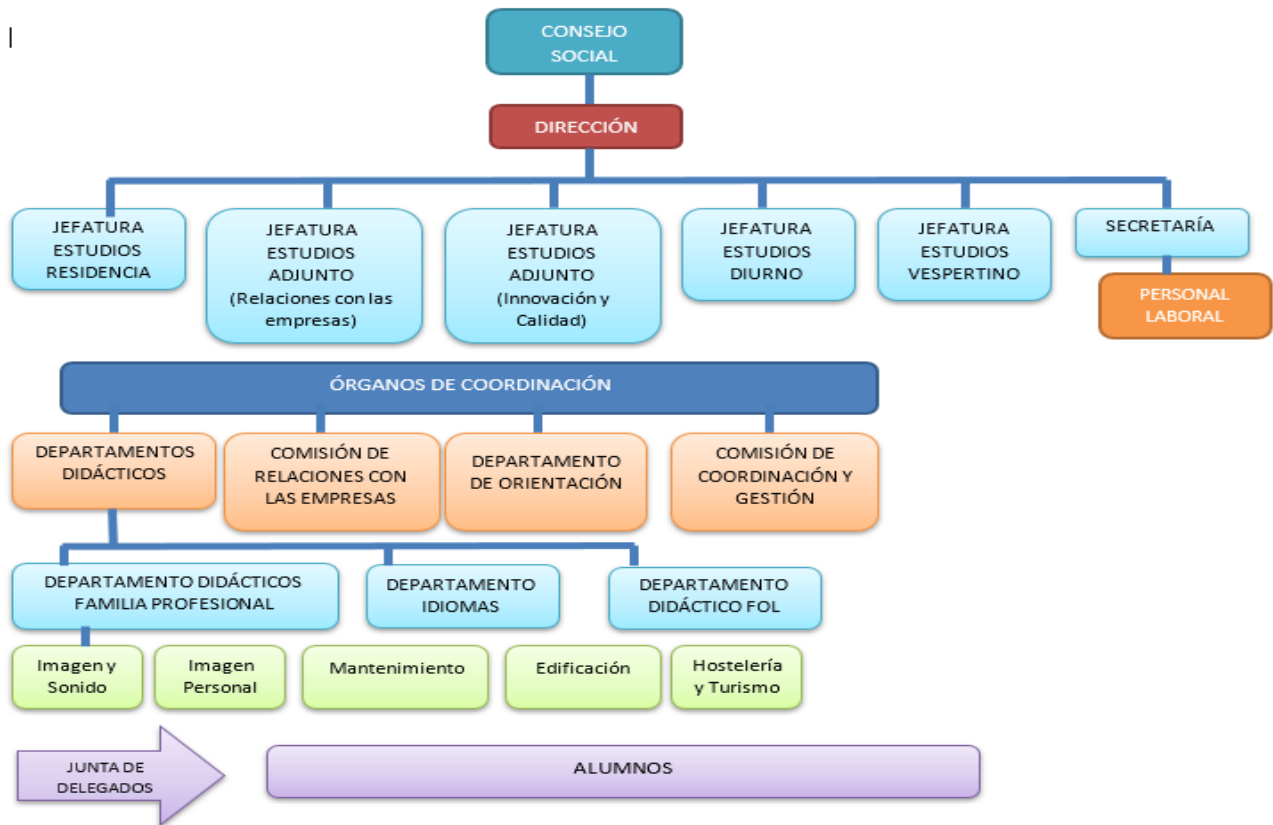 CONSEJO
SOCIAL
DIRECCIÓN
JEFATURA
ESTUDIOS
RESIDENCIA
JEFATURA
ESTUDIOS
ADJUNTO
(Relaciones con las
empresas)
JEFATURA
ESTUDIOS
ADJUNTO
(Innovación y
Calidad)
JEFATURA
ESTUDIOS
DIURNO
JEFATURA
ESTUDIOS
VESPERTINO
SECRETARÍA
PERSONAL
LABORAL
ÓRGANOS DE COORDINACIÓN
DEPARTAMENTOS
DIDÁCTICOS
COMISIÓN DE
RELACIONES CON
LAS EMPRESAS
DEPARTAMENTO
DE ORIENTACIÓN
COMISIÓN DE
COORDINACIÓN Y
GESTIÓN
DEPARTAMENTO DIDÁCTICOS
FAMILIA PROFESIONAL
DEPARTAMENTO
IDIOMAS
DEPARTAMENTO
DIDÁCTICO FOL
Imagen y
Sonido
Imagen
Personal
Mantenimiento
Edificación
Hostelería
y Turismo
JUNTA DE
DELEGADOS
ALUMNOS